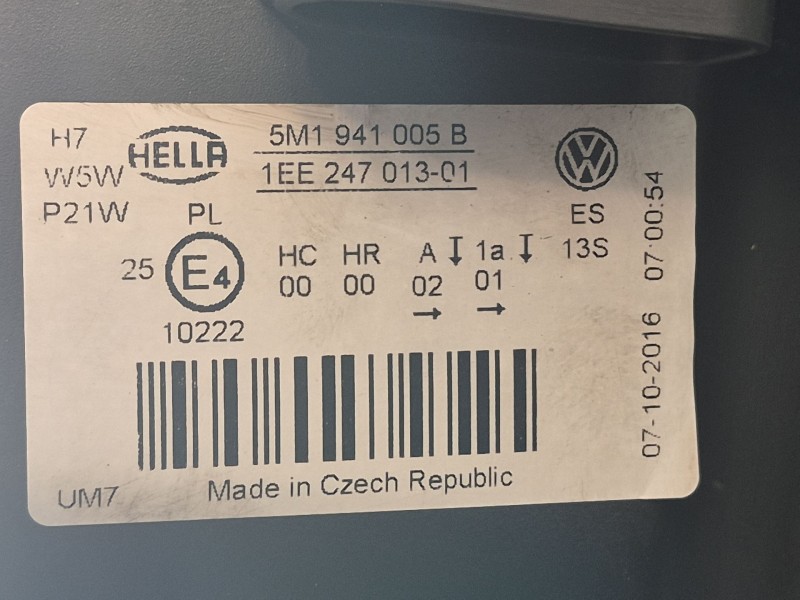 H7
W5W
P21W
HELLA
PL
5M1 941 005 B
1EE 247 013-01
ES
13S
25
E4
10222
HC HR A 1a
00 00 02 01
UM7
Made in Czech Republic
07-10-2016 07:00:54